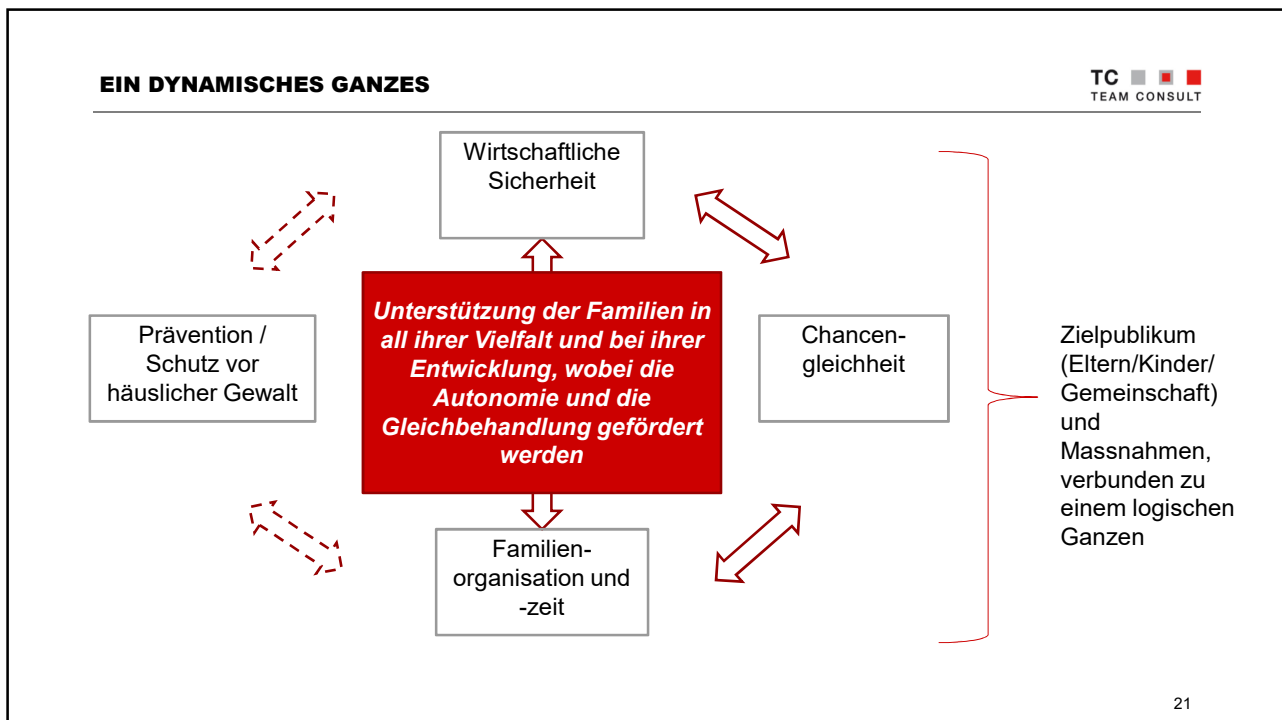 EIN DYNAMISCHES GANZES
TC
TEAM CONSULT
Wirtschaftliche
Sicherheit
Prävention /
Schutz vor
häuslicher Gewalt
Unterstützung der Familien in
all ihrer Vielfalt und bei ihrer
Entwicklung, wobei die
Autonomie und die
Gleichbehandlung gefördert
werden
Chancen-
gleichheit
Familien-
organisation und
-zeit
Zielpublikum
(Eltern/Kinder/
Gemeinschaft)
und
Massnahmen,
verbunden zu
einem logischen
Ganzen
21